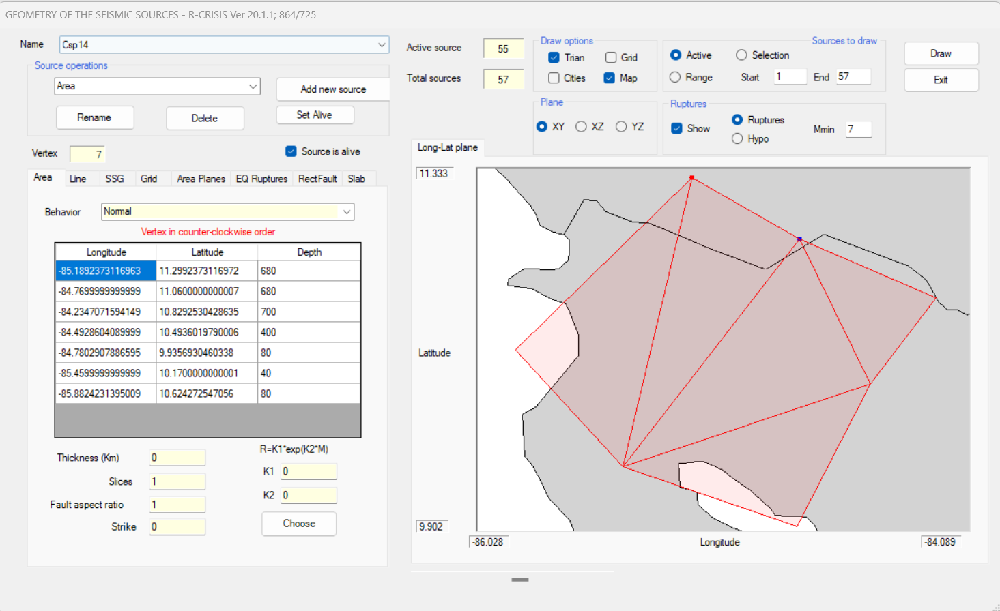 GEOMETRY OF THE SEISMIC SOURCES - R-CRISIS Ver 20.1.1; 864/725
Name Csp14
Source operations
Area Add new source
Rename Delete Set Alive
Vertex 7 Source is alive
Area Line SSG Grid Area Planes EQ Ruptures RectFault Slab
Behavior Normal
Vertex in counter-clockwise order
Longitude Latitude Depth
-85.1892373116963 11.2992373116972 680
-84.7699999999999 11.0600000000007 680
-84.2347071594149 10.8292530428635 700
-84.4928604089999 10.4936019790006 400
-84.7802907886595 9.9356930460338 80
-85.4599999999999 10.1700000000001 40
-85.8824231395009 10.624272547056 80
Thickness (Km) 0
Slices 1
Fault aspect ratio 1
Strike 0
R=K1*exp(K2*M)
K1 0
K2 0
Choose
Active source 55
Total sources 57
Draw options
Trian Grid
Cities Map
Sources to draw
Active Selection
Range Start 1 End 57
Draw
Exit
Plane
XY XZ YZ
Ruptures
Show Ruptures Mmin 7
Hypo
Long-Lat plane
11.333
Latitude
9.902
-86.028 Longitude -84.089